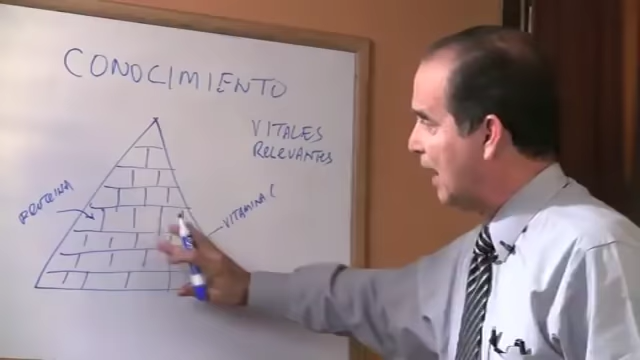 CONOCIMIENTO
VITALES
RELEVANTES
PROTEINA
VITAMINA C